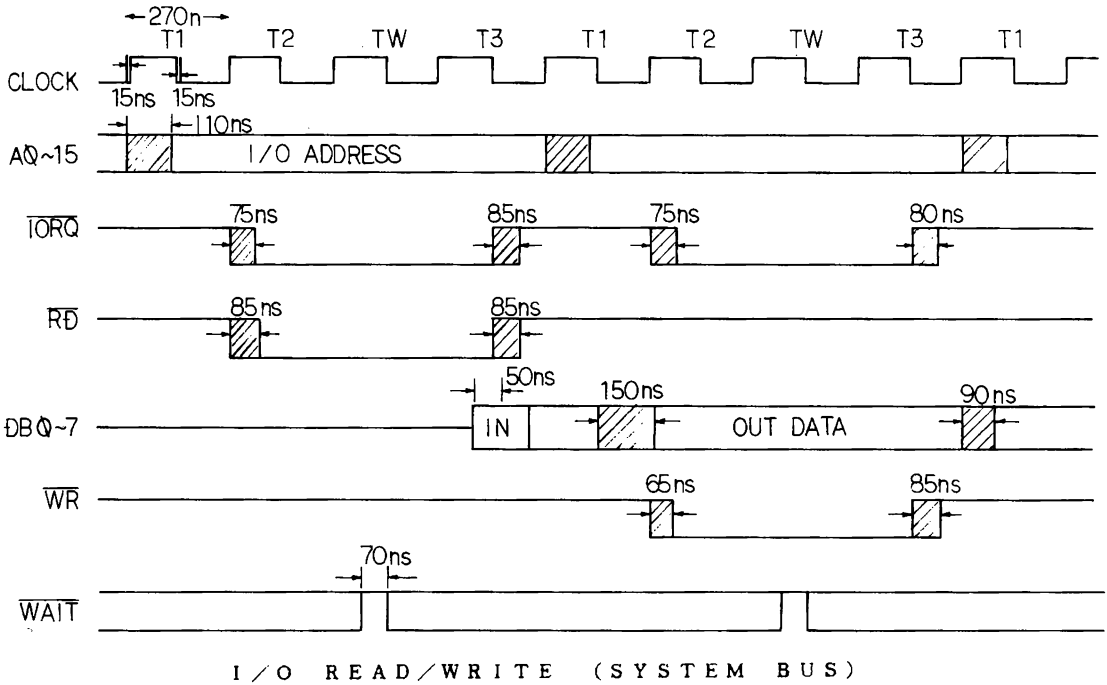 270n
T1 T2 TW T3 T1 T2 TW T3 T1
CLOCK
15ns 15ns
110ns
AØ~15 I/O ADDRESS
IORQ 75ns 85ns 75ns 80ns
RD 85ns 85ns
50ns 150ns 90ns
DBØ~7 IN OUT DATA
WR 65ns 85ns
70ns
WAIT
I/O READ/WRITE (SYSTEM BUS)